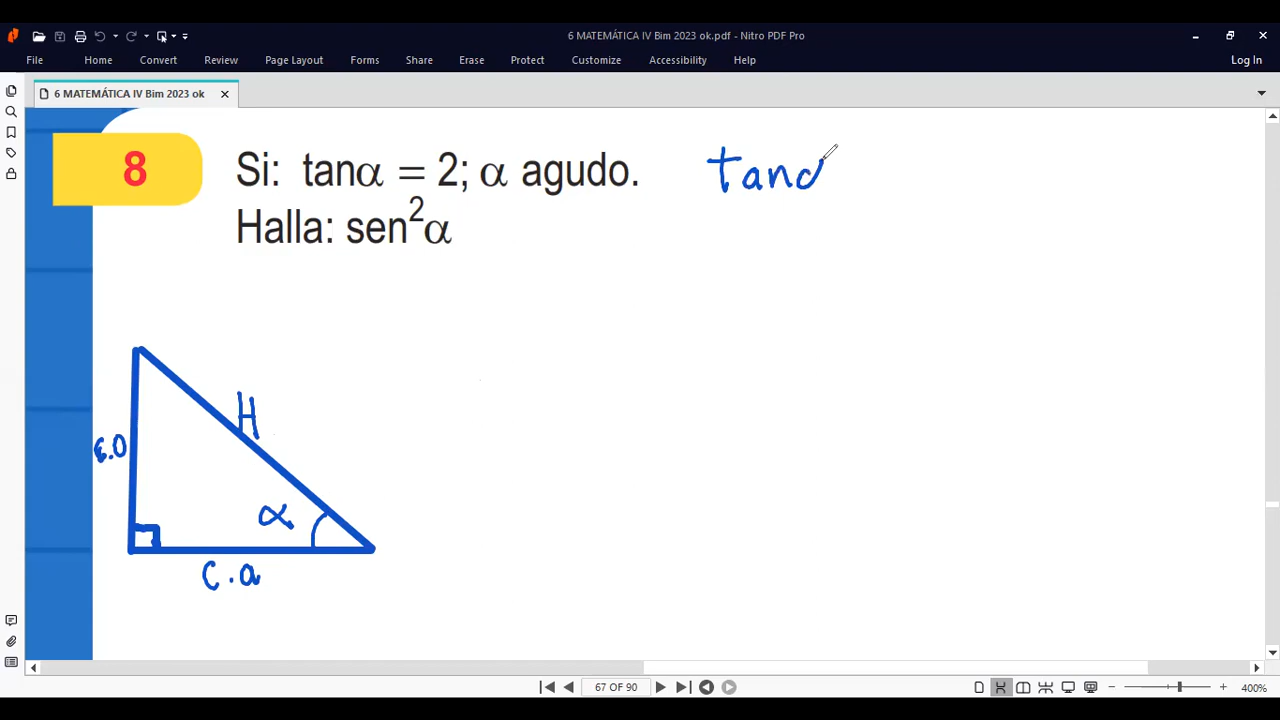 6 MATEMÁTICA IV Bim 2023 ok.pdf - Nitro PDF Pro
File Home Convert Review Page Layout Forms Share Erase Protect Customize Accessibility Help Log In
6 MATEMÁTICA IV Bim 2023 ok
8 Si: tanα = 2; α agudo. tanα
Halla: sen²α
H
C.O
α
C.a
67 OF 90
400%